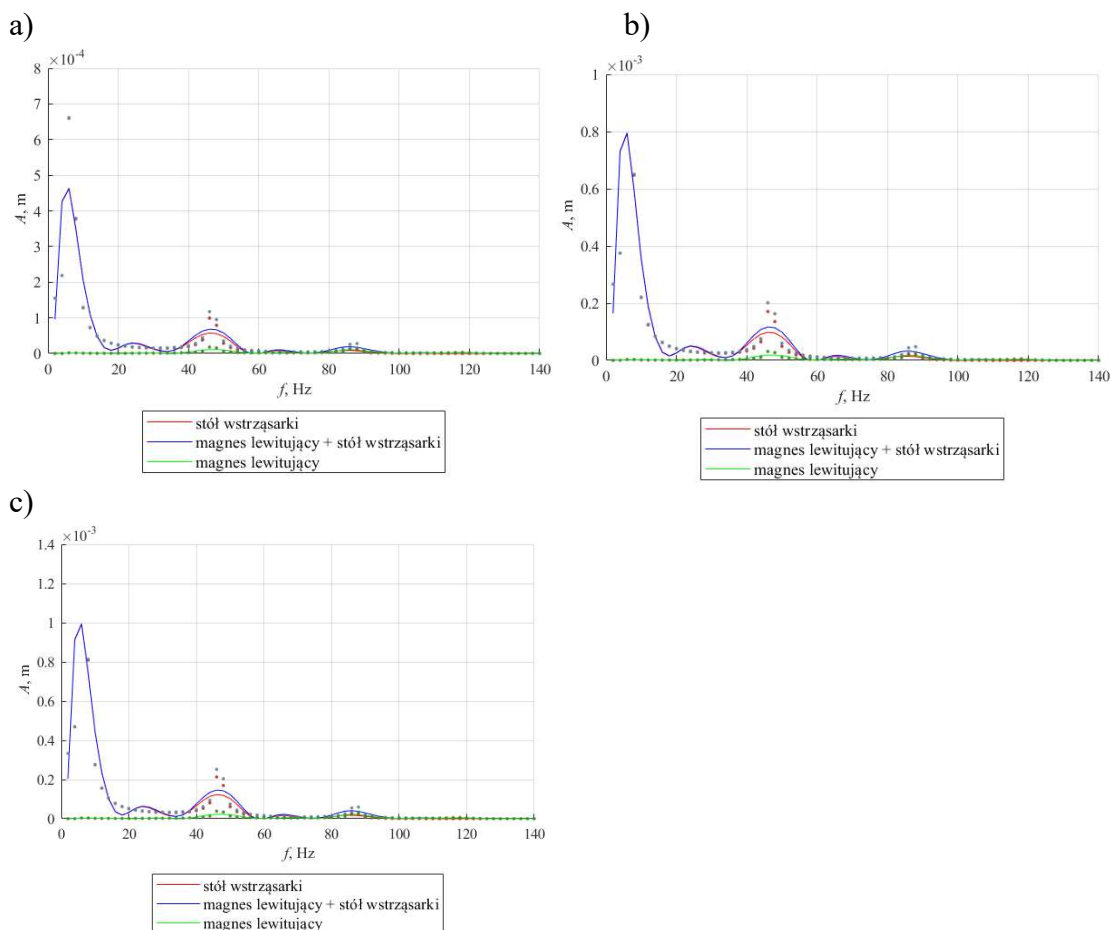 a)
×10-4
8
7
6
5
4
3
2
1
0
A, m
0 20 40 60 80 100 120 140
f, Hz
stół wstrząsarki
magnes lewitujący + stół wstrząsarki
magnes lewitujący
b)
×10-3
1
0.8
0.6
0.4
0.2
0
A, m
0 20 40 60 80 100 120 140
f, Hz
stół wstrząsarki
magnes lewitujący + stół wstrząsarki
magnes lewitujący
c)
×10-3
1.4
1.2
1
0.8
0.6
0.4
0.2
0
A, m
0 20 40 60 80 100 120 140
f, Hz
stół wstrząsarki
magnes lewitujący + stół wstrząsarki
magnes lewitujący